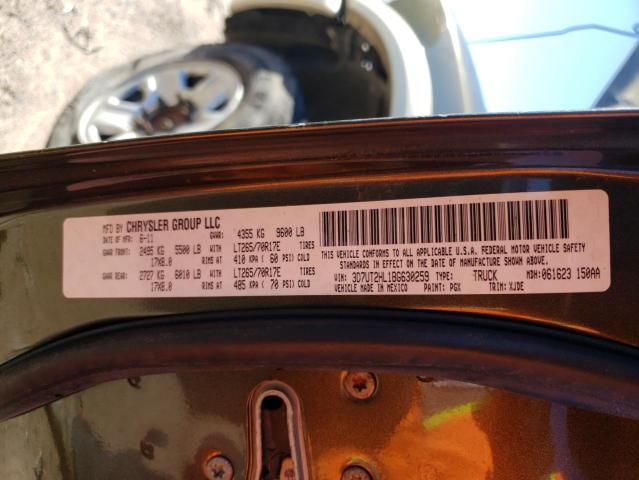 MFD BY CHRYSLER GROUP LLC
DATE OF MFR: 6-11 GVWR: 4355 KG 9600 LB
GAWR FRONT: 2495 KG 5500 LB WITH LT265/70R17E TIRES
17X8.0 RIMS AT 410 KPA ( 60 PSI) COLD
GAWR REAR: 2727 KG 6010 LB WITH LT265/70R17E TIRES
17X8.0 RIMS AT 485 KPA ( 70 PSI) COLD
THIS VEHICLE CONFORMS TO ALL APPLICABLE U.S.A. FEDERAL MOTOR VEHICLE SAFETY
STANDARDS IN EFFECT ON THE DATE OF MANUFACTURE SHOWN ABOVE.
VIN: 3D7UT2HL1BG630259 TYPE: TRUCK MDH: 061623 150AA
VEHICLE MADE IN MEXICO PAINT: PGX TRIM: XJDE